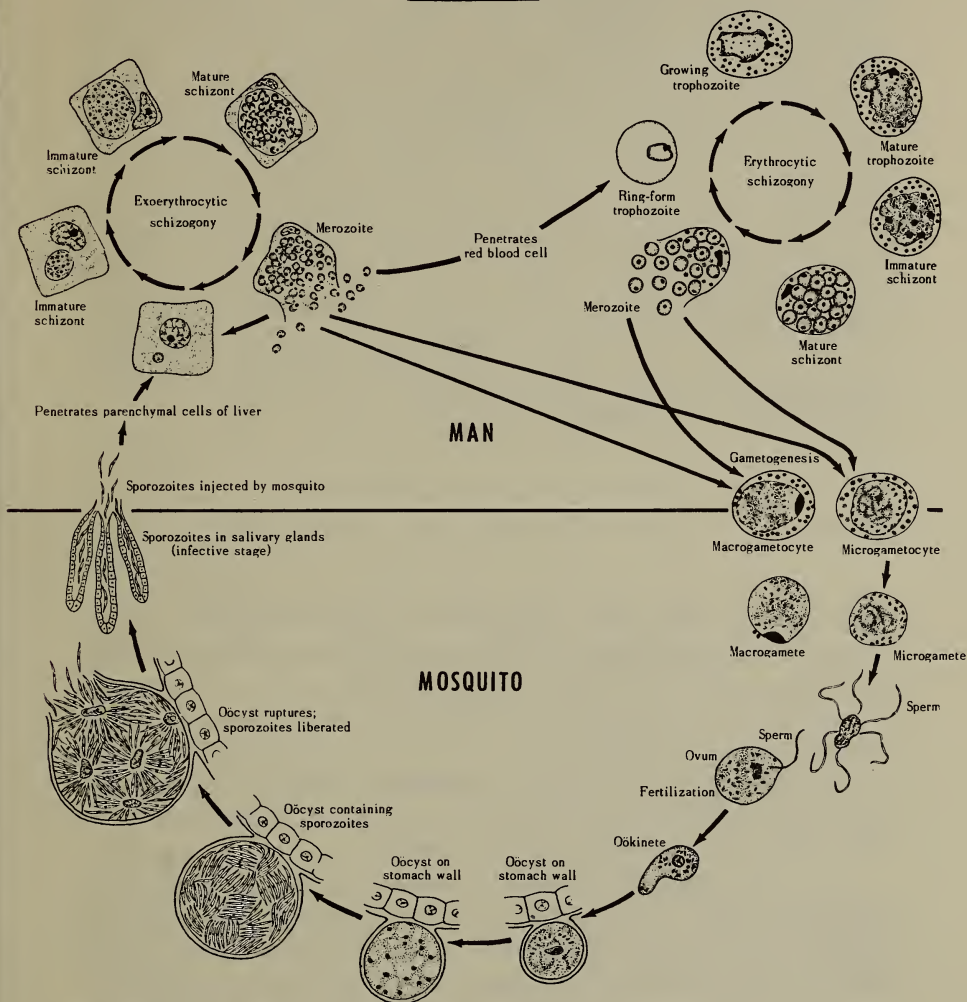 Mature
schizont
Immature
schizont
Exoerythrocytic
schizogony
Immature
schizont
Merozoite
Penetrates
red blood cell
Growing
trophozoite
Ring-form
trophozoite
Erythrocytic
schizogony
Mature
trophozoite
Immature
schizont
Mature
schizont
Merozoite
Penetrates parenchymal cells of liver
MAN
Gametogenesis
Sporozoites injected by mosquito
Sporozoites in salivary glands
(infective stage)
Macrogametocyte
Microgametocyte
Macrogamete
Microgamete
MOSQUITO
Oöcyst ruptures;
sporozoites liberated
Sperm
Sperm
Ovum
Fertilization
Oöcyst containing
sporozoites
Oökinete
Oöcyst on
stomach wall
Oöcyst on
stomach wall